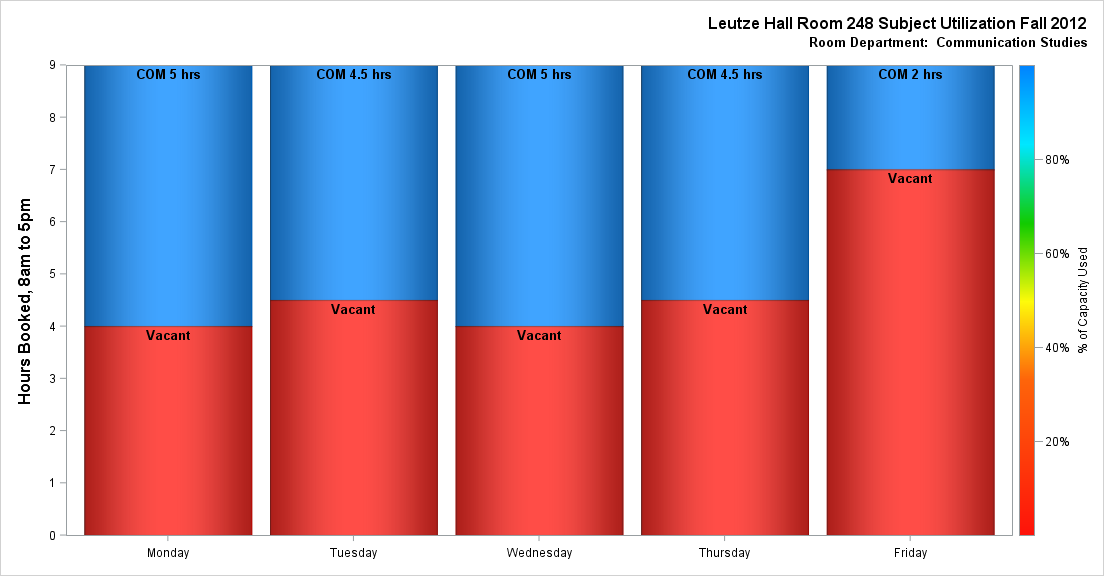 Leutze Hall Room 248 Subject Utilization Fall 2012
Room Department:  Communication Studies
Hours Booked, 8am to 5pm
9
8
7
6
5
4
3
2
1
0
COM 5 hrs
Vacant
COM 4.5 hrs
Vacant
COM 5 hrs
Vacant
COM 4.5 hrs
Vacant
COM 2 hrs
Vacant
Monday
Tuesday
Wednesday
Thursday
Friday
80%
60%
40%
20%
% of Capacity Used